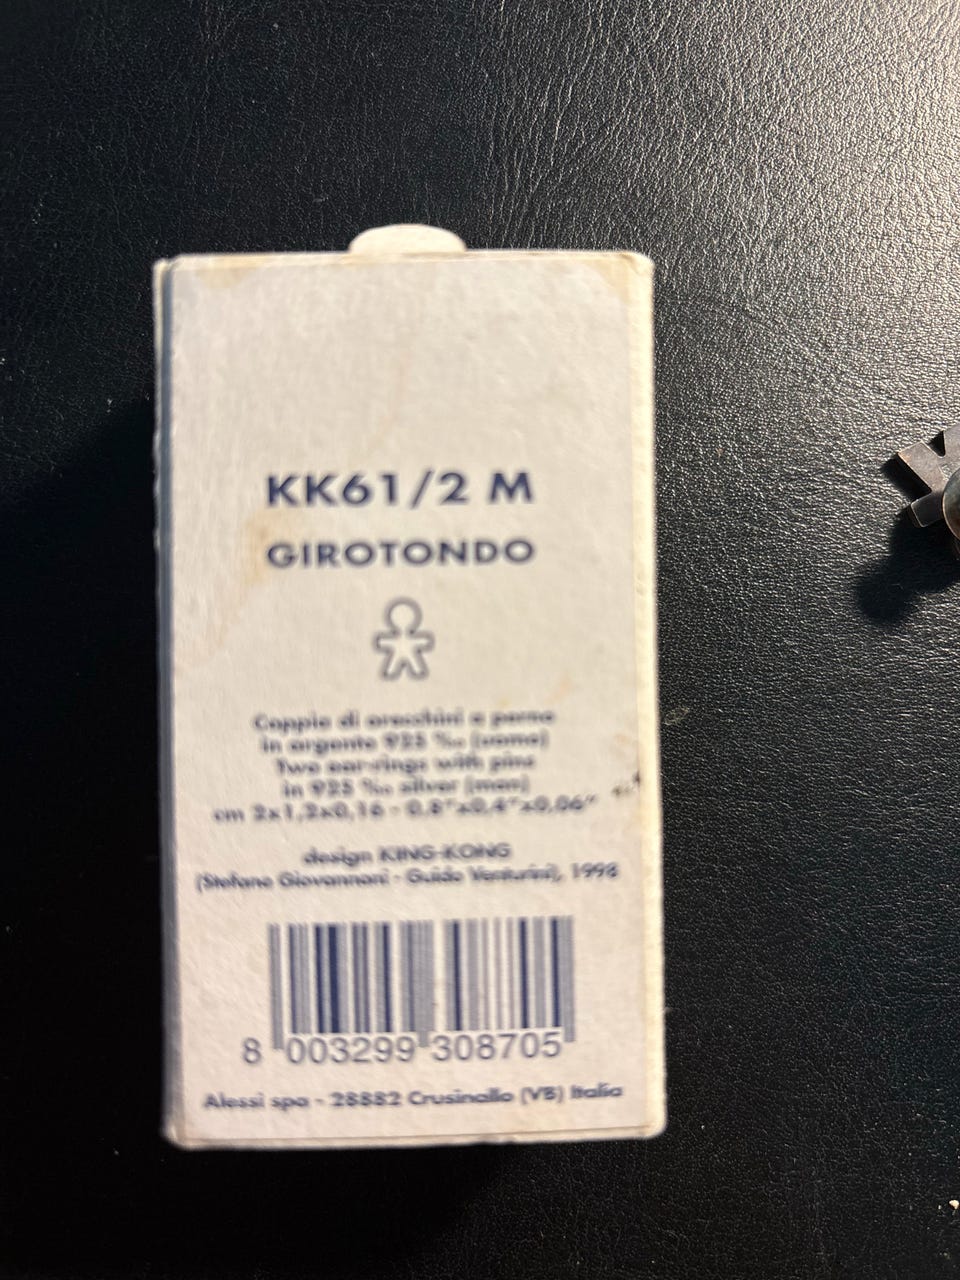 KK61/2 M
GIROTONDO
Coppia di orecchini a perno
in argento 925 ‰ (uomo)
Two ear-rings with pins
in 925 ‰ silver (man)
cm 2x1,2x0,16 - 0.8"x0,4"x0,06"
design KING-KONG
(Stefano Giovannoni - Guido Venturini), 1998
8 003299 308705
Alessi spa - 28882 Crusinallo (VB) Italia